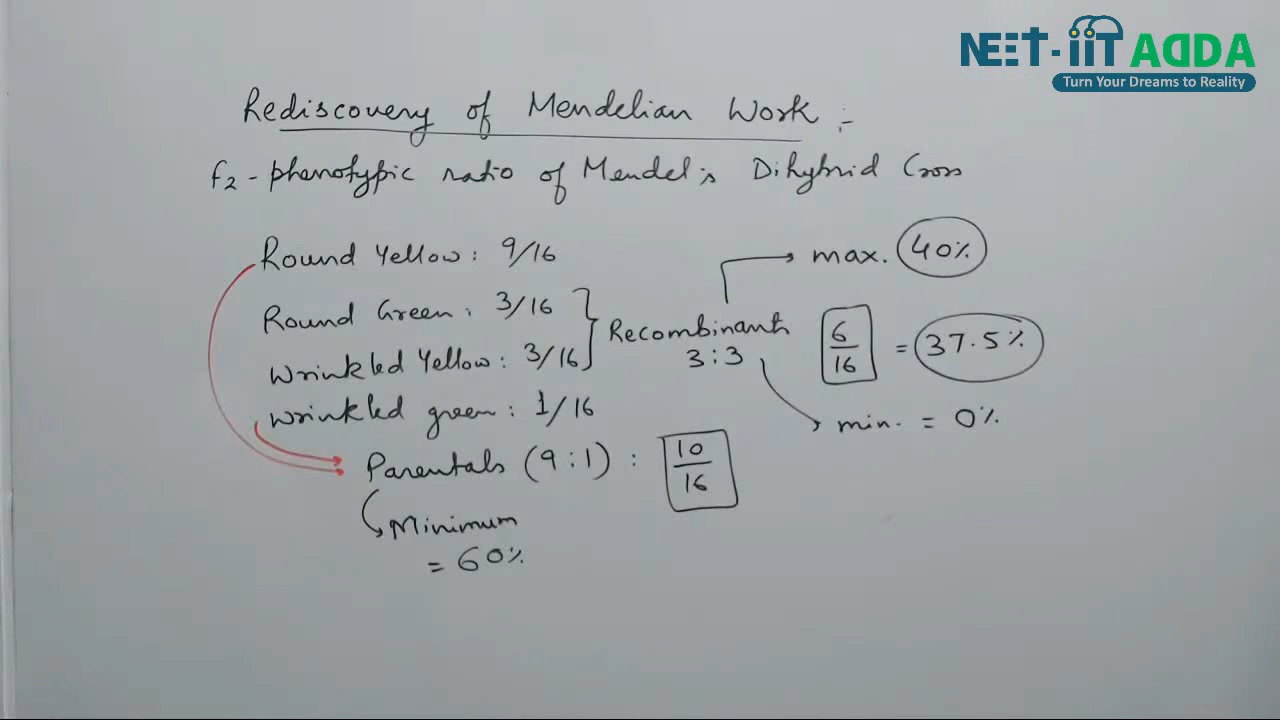 NEET-iiT ADDA
Turn Your Dreams to Reality
Rediscovery of Mendelian Work :-
F2 - phenotypic ratio of Mendel's Dihybrid Cross
Round Yellow : 9/16
max. 40%
Round Green : 3/16
Recombinants 6/16 = 37.5%
3:3
Wrinkled Yellow : 3/16
Wrinkled green : 1/16
min. = 0%
Parentals (9:1) : 10/16
Minimum
= 60%